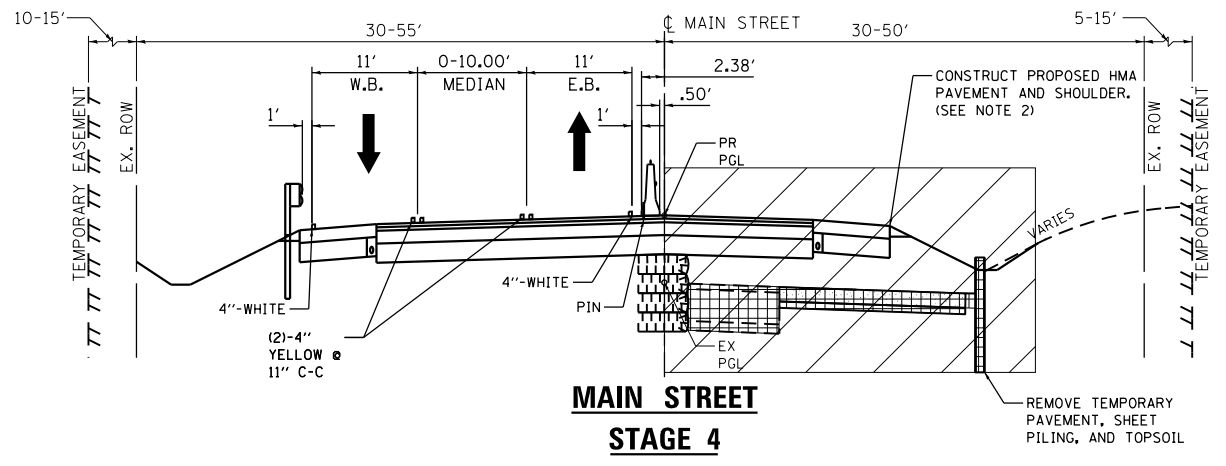 10-15'
5-15'
℄ MAIN STREET
30-55'
30-50'
11'
0-10.00'
11'
2.38'
W.B.
MEDIAN
E.B.
.50'
1'
1'
CONSTRUCT PROPOSED HMA
PAVEMENT AND SHOULDER.
(SEE NOTE 2)
TEMPORARY EASEMENT
EX. ROW
PR
PGL
EX. ROW
TEMPORARY EASEMENT
VARIES
4"-WHITE
4"-WHITE
PIN
(2)-4"
YELLOW @
11" C-C
EX
PGL
MAIN STREET
STAGE 4
REMOVE TEMPORARY
PAVEMENT, SHEET
PILING, AND TOPSOIL